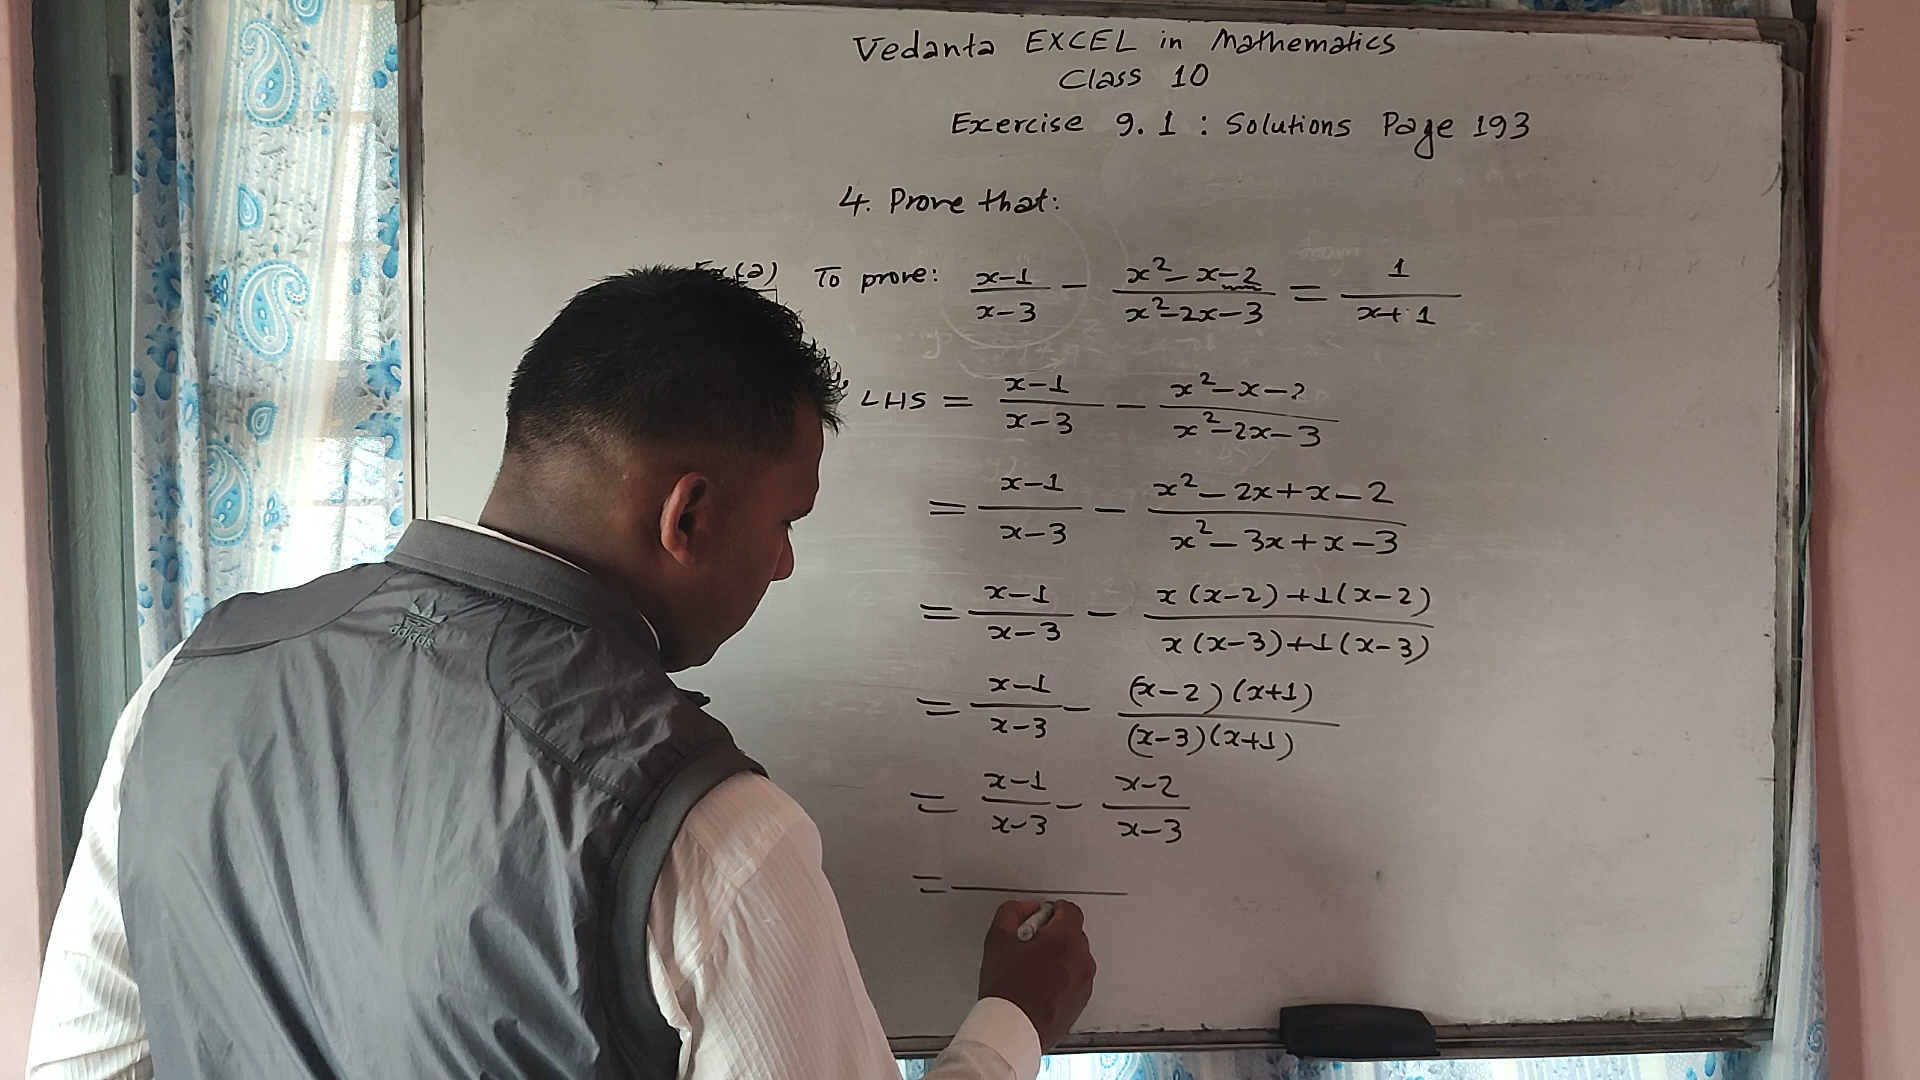 Vedanta EXCEL in Mathematics
Class 10
Exercise 9.1 : Solutions Page 193
4. Prove that:
(a) To prove: x-1/x-3 - x²-x-2/x²-2x-3 = 1/x+1
LHS = x-1/x-3 - x²-x-2/x²-2x-3
= x-1/x-3 - x²-2x+x-2/x²-3x+x-3
= x-1/x-3 - x(x-2)+1(x-2)/x(x-3)+1(x-3)
= x-1/x-3 - (x-2)(x+1)/(x-3)(x+1)
= x-1/x-3 - x-2/x-3
=
adidas